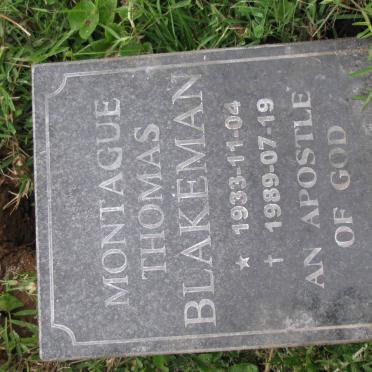 MONTAGUE
THOMAS
BLAKEMAN
☆ 1933-11-04
✝ 1989-07-19
AN APOSTLE
OF GOD